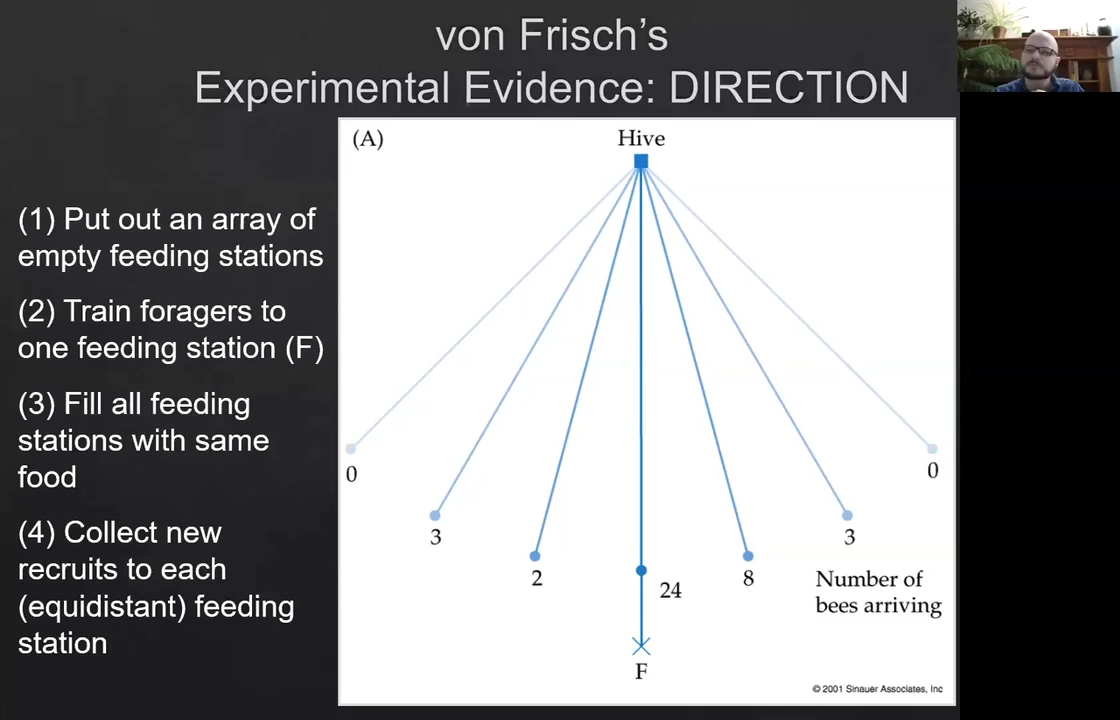 von Frisch's
Experimental Evidence: DIRECTION
(1) Put out an array of
empty feeding stations
(2) Train foragers to
one feeding station (F)
(3) Fill all feeding
stations with same
food
(4) Collect new
recruits to each
(equidistant) feeding
station
(A)
Hive
0
3
2
24
8
3
0
Number of
bees arriving
F
© 2001 Sinauer Associates, Inc